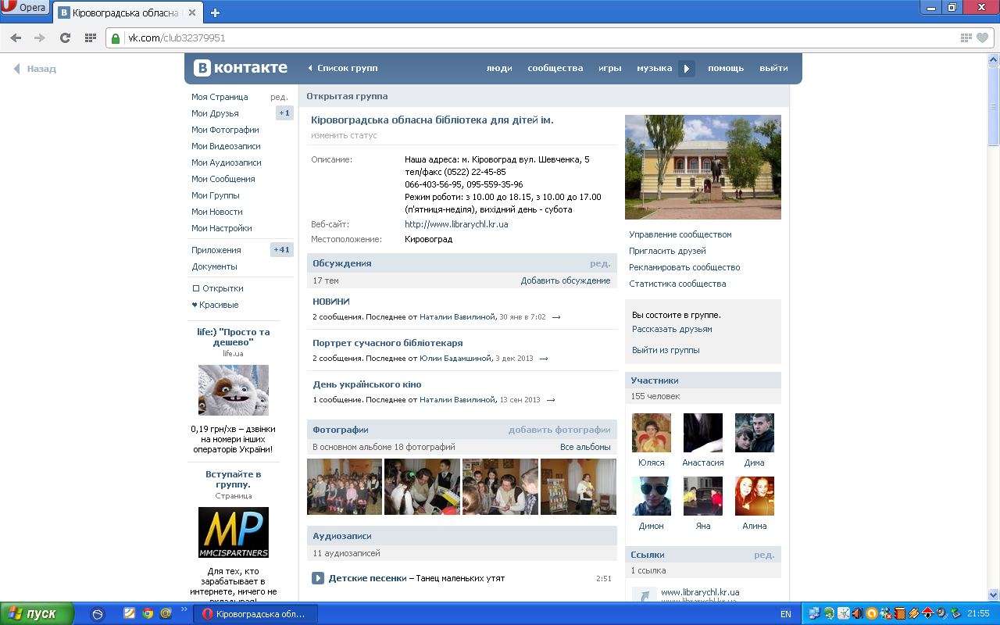 Opera
Кіровоградська обласна
vk.com/club32379951
Назад
В контакте
Список групп
люди
сообщества
игры
музыка
помощь
выйти
Моя Страница
ред.
Мои Друзья
+1
Мои Фотографии
Мои Видеозаписи
Мои Аудиозаписи
Мои Сообщения
Мои Группы
Мои Новости
Мои Настройки
Приложения
+41
Документы
Открытки
Красивые
life:) "Просто та
дешево"
life.ua
0,19 грн/хв – дзвінки
на номери інших
операторів України!
Вступайте в
группу.
Страница
MP
MMCISPARTNERS
Для тех, кто
зарабатывает в
интернете, ничего не
Открытая группа
Кіровоградська обласна бібліотека для дітей ім.
изменить статус
Описание:
Наша адреса: м. Кіровоград вул. Шевченка, 5
тел/факс (0522) 22-45-85
066-403-56-95, 095-559-35-96
Режим роботи: з 10.00 до 18.15, з 10.00 до 17.00
(п'ятниця-неділя), вихідний день - субота
Веб-сайт:
http://www.librarychl.kr.ua
Местоположение:
Кировоград
Обсуждения
ред.
17 тем
Добавить обсуждение
НОВИНИ
2 сообщения. Последнее от Наталии Вавилиной, 30 янв в 7:02 →
Портрет сучасного бібліотекаря
2 сообщения. Последнее от Юлии Бадамшиной, 3 дек 2013 →
День українського кіно
1 сообщение. Последнее от Наталии Вавилиной, 13 сен 2013 →
Фотографии
добавить фотографии
В основном альбоме 18 фотографий
Все альбомы
Аудиозаписи
11 аудиозаписей
Детские песенки – Танец маленьких утят
2:51
Управление сообществом
Пригласить друзей
Рекламировать сообщество
Статистика сообщества
Вы состоите в группе.
Рассказать друзьям
Выйти из группы
Участники
155 человек
Юляся
Анастасия
Дима
Димон
Яна
Алина
Ссылки
ред.
1 ссылка
www.librarychl.kr.ua
www.librarychl.kr.ua
пуск
Кіровоградська обл...
EN
21:55